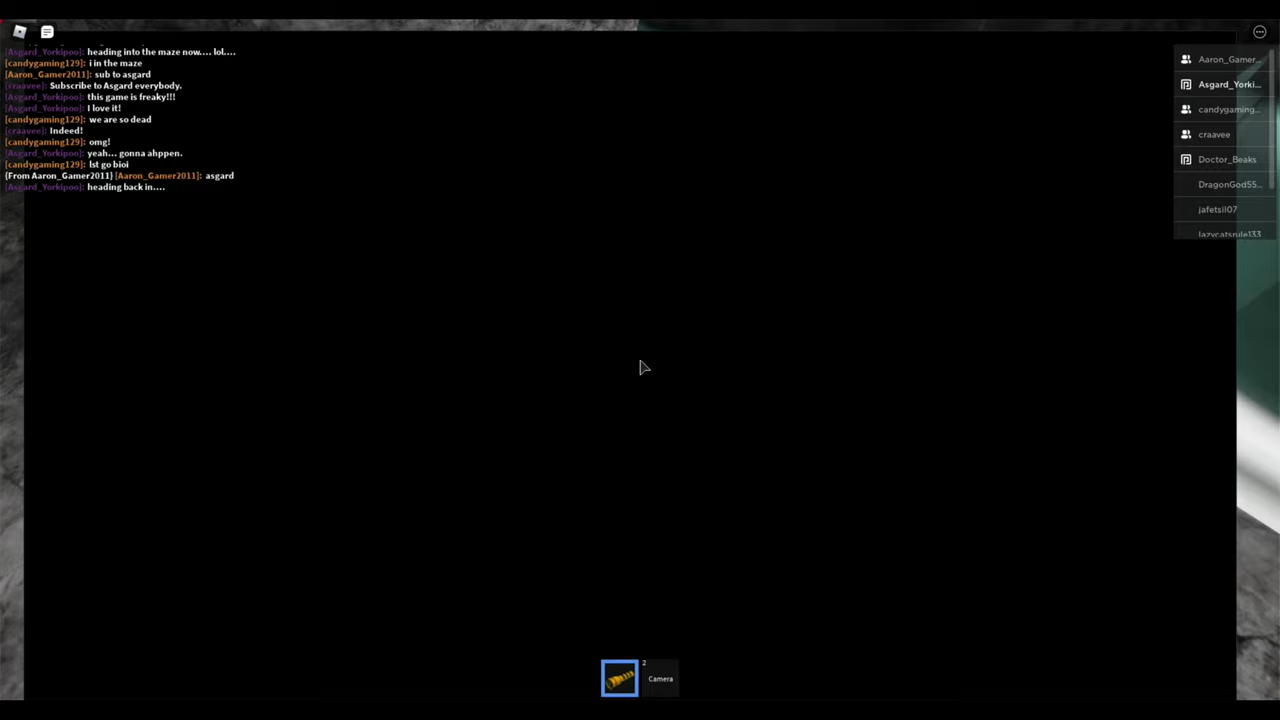 [Asgard_Yorkipoo]: heading into the maze now.... lol....
[candygaming129]: i in the maze
[Aaron_Gamer2011]: sub to asgard
[craavee]: Subscribe to Asgard everybody.
[Asgard_Yorkipoo]: this game is freaky!!!
[Asgard_Yorkipoo]: I love it!
[candygaming129]: we are so dead
[craavee]: Indeed!
[candygaming129]: omg!
[Asgard_Yorkipoo]: yeah... gonna ahppen.
[candygaming129]: lst go bioi
{From Aaron_Gamer2011} [Aaron_Gamer2011]: asgard
[Asgard_Yorkipoo]: heading back in....
Aaron_Gamer...
Asgard_Yorki...
candygaming...
craavee
Doctor_Beaks
DragonGod55...
jafetsil07
lazycatsrule133
2
Camera